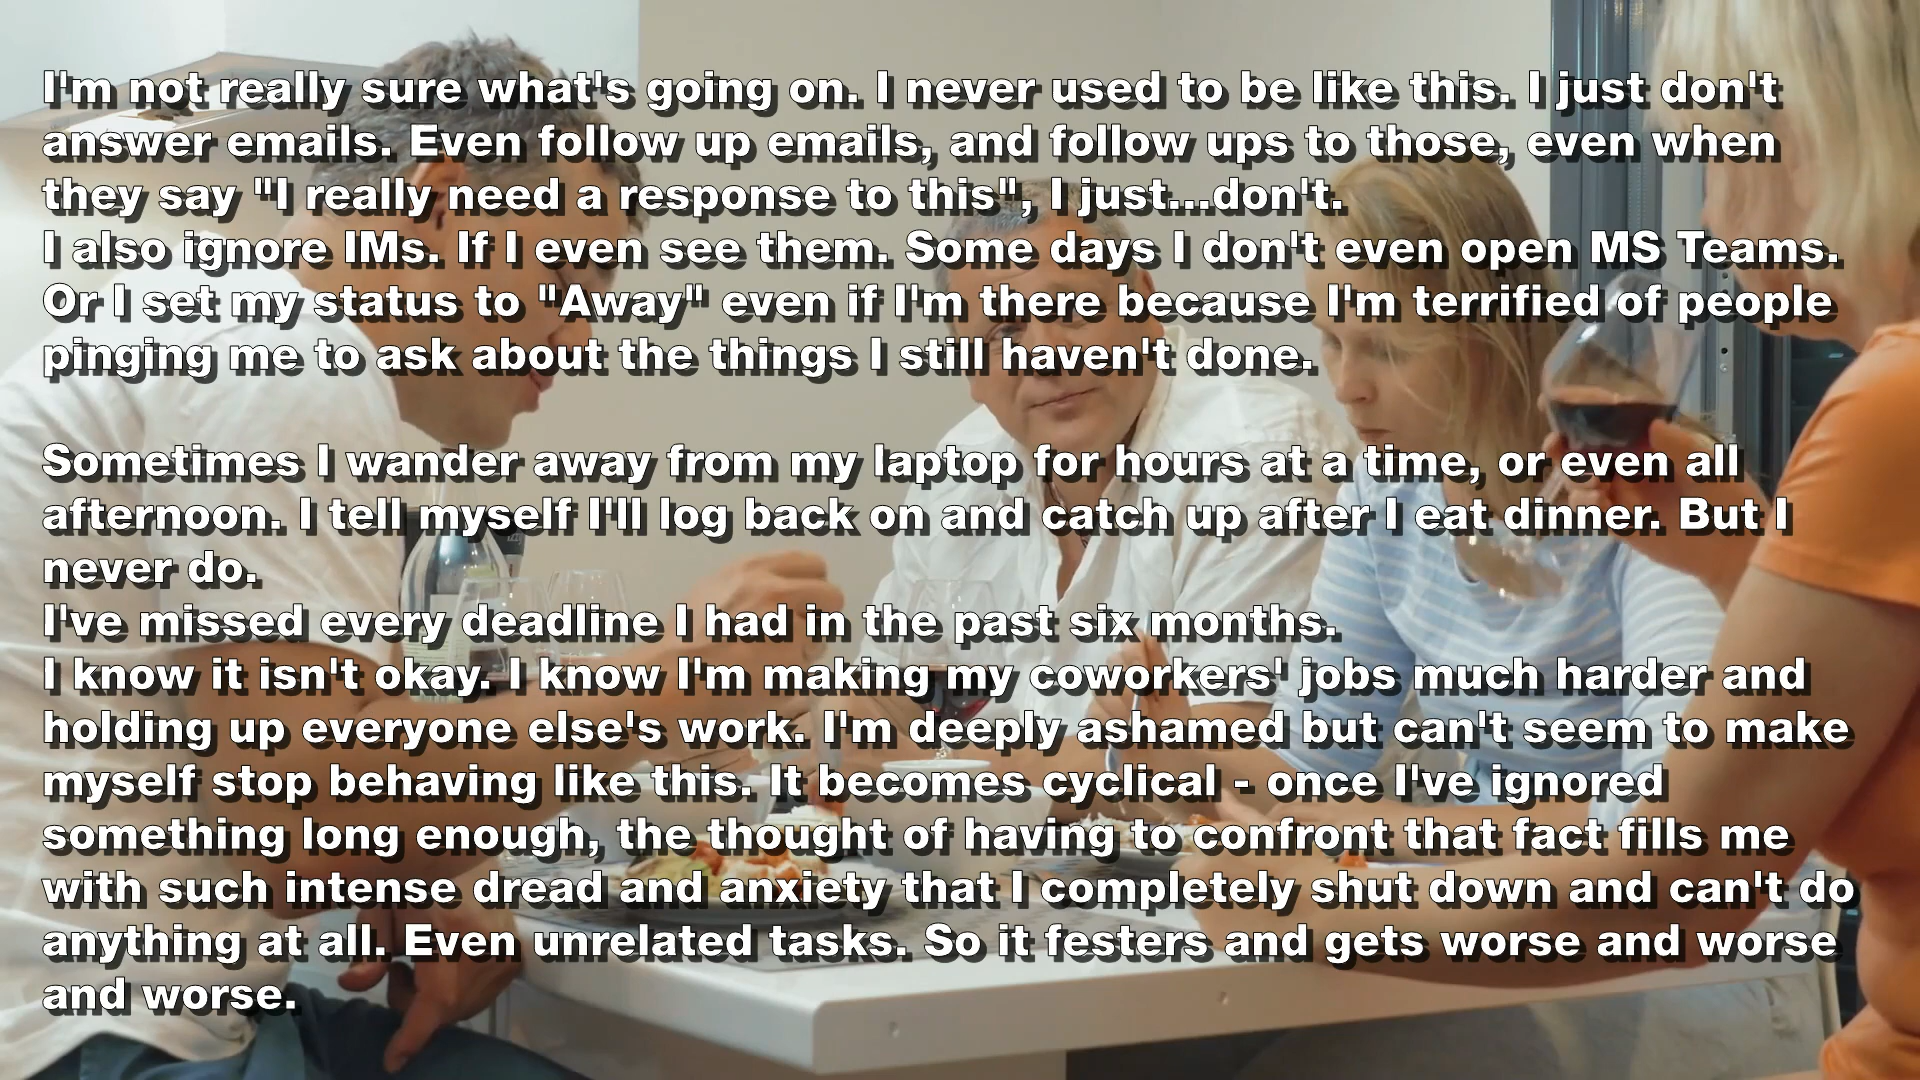 I'm not really sure what's going on. I never used to be like this. I just don't
answer emails. Even follow up emails, and follow ups to those, even when
they say "I really need a response to this", I just...don't.
I also ignore IMs. If I even see them. Some days I don't even open MS Teams.
Or I set my status to "Away" even if I'm there because I'm terrified of people
pinging me to ask about the things I still haven't done.
Sometimes I wander away from my laptop for hours at a time, or even all
afternoon. I tell myself I'll log back on and catch up after I eat dinner. But I
never do.
I've missed every deadline I had in the past six months.
I know it isn't okay. I know I'm making my coworkers' jobs much harder and
holding up everyone else's work. I'm deeply ashamed but can't seem to make
myself stop behaving like this. It becomes cyclical - once I've ignored
something long enough, the thought of having to confront that fact fills me
with such intense dread and anxiety that I completely shut down and can't do
anything at all. Even unrelated tasks. So it festers and gets worse and worse
and worse.